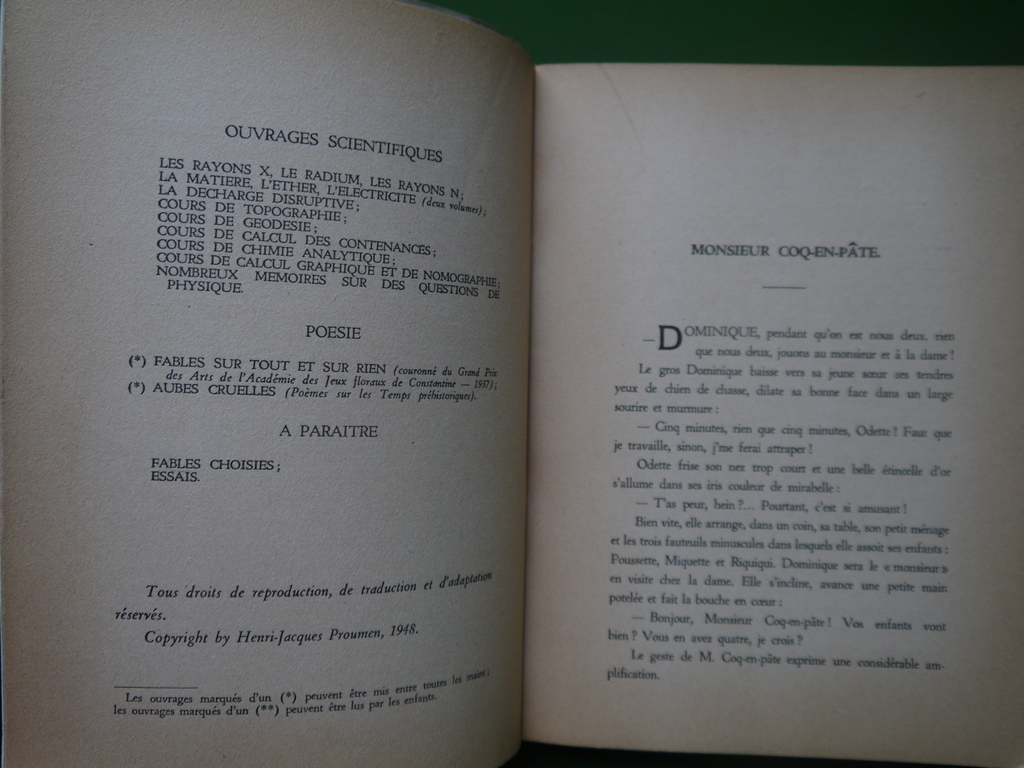 OUVRAGES SCIENTIFIQUES
LES RAYONS X, LE RADIUM, LES RAYONS N;
LA MATIERE, L'ETHER, L'ELECTRICITE (deux volumes);
LA DECHARGE DISRUPTIVE;
COURS DE TOPOGRAPHIE;
COURS DE GEODESIE;
COURS DE CALCUL DES CONTENANCES;
COURS DE CHIMIE ANALYTIQUE;
COURS DE CALCUL GRAPHIQUE ET DE NOMOGRAPHIE;
NOMBREUX MEMOIRES SUR DES QUESTIONS DE
PHYSIQUE.
POESIE
(*) FABLES SUR TOUT ET SUR RIEN (couronné du Grand Prix
des Arts de l'Académie des Jeux floraux de Constantine — 1937);
(*) AUBES CRUELLES (Poèmes sur les Temps préhistoriques).
A PARAITRE
FABLES CHOISIES;
ESSAIS.
Tous droits de reproduction, de traduction et d'adaptation
réservés.
Copyright by Henri-Jacques Proumen, 1948.
Les ouvrages marqués d'un (*) peuvent être mis entre toutes les mains;
les ouvrages marqués d'un (**) peuvent être lus par les enfants.
MONSIEUR COQ-EN-PÂTE.
— DOMINIQUE, pendant qu'on est nous deux, rien
que nous deux, jouons au monsieur et à la dame !
Le gros Dominique baisse vers sa jeune sœur ses tendres
yeux de chien de chasse, dilate sa bonne face dans un large
sourire et murmure :
— Cinq minutes, rien que cinq minutes, Odette ! Faut que
je travaille, sinon, j'me ferai attraper !
Odette frise son nez trop court et une belle étincelle d'or
s'allume dans ses iris couleur de mirabelle :
— T'as peur, hein ?... Pourtant, c'est si amusant !
Bien vite, elle arrange, dans un coin, sa table, son petit ménage
et les trois fauteuils minuscules dans lesquels elle assoit ses enfants :
Poussette, Miquette et Riquiqui. Dominique sera le « monsieur »
en visite chez la dame. Elle s'incline, avance une petite main
potelée et fait la bouche en cœur :
— Bonjour, Monsieur Coq-en-pâte ! Vos enfants vont
bien ? Vous en avez quatre, je crois ?
Le geste de M. Coq-en-pâte exprime une considérable am-
plification.